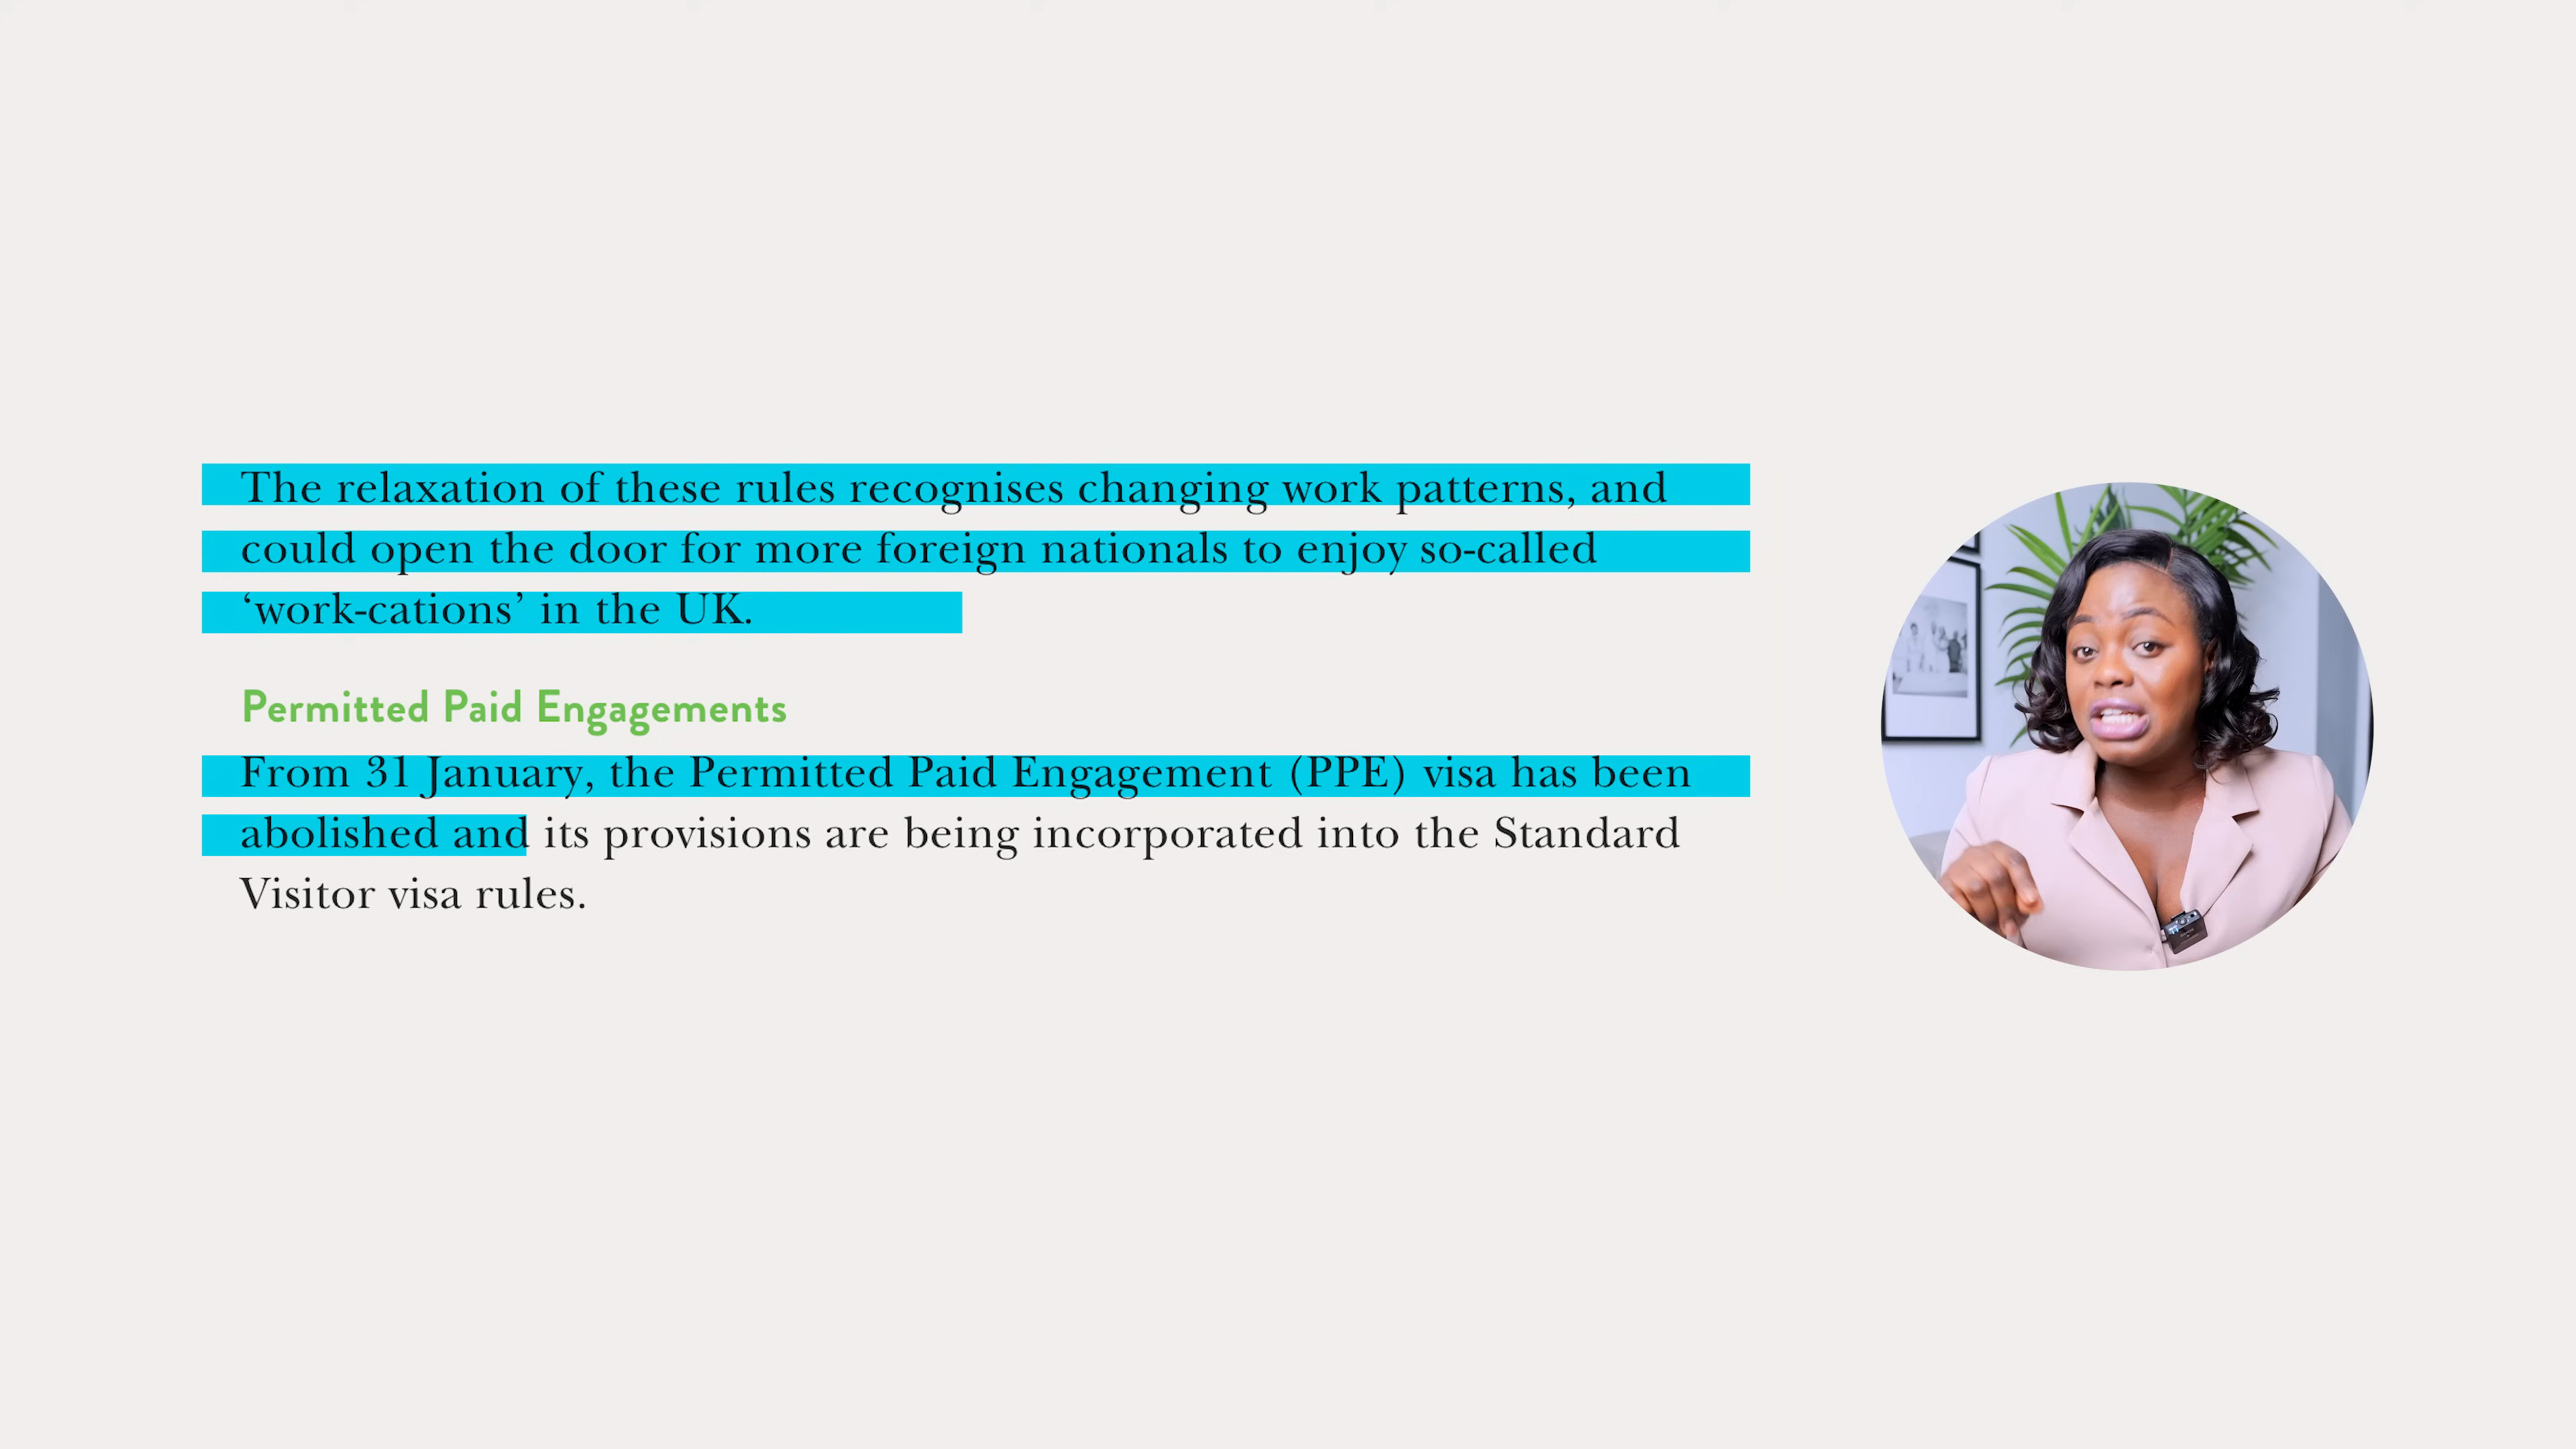 The relaxation of these rules recognises changing work patterns, and
could open the door for more foreign nationals to enjoy so-called
‘work-cations’ in the UK.
Permitted Paid Engagements
From 31 January, the Permitted Paid Engagement (PPE) visa has been
abolished and its provisions are being incorporated into the Standard
Visitor visa rules.